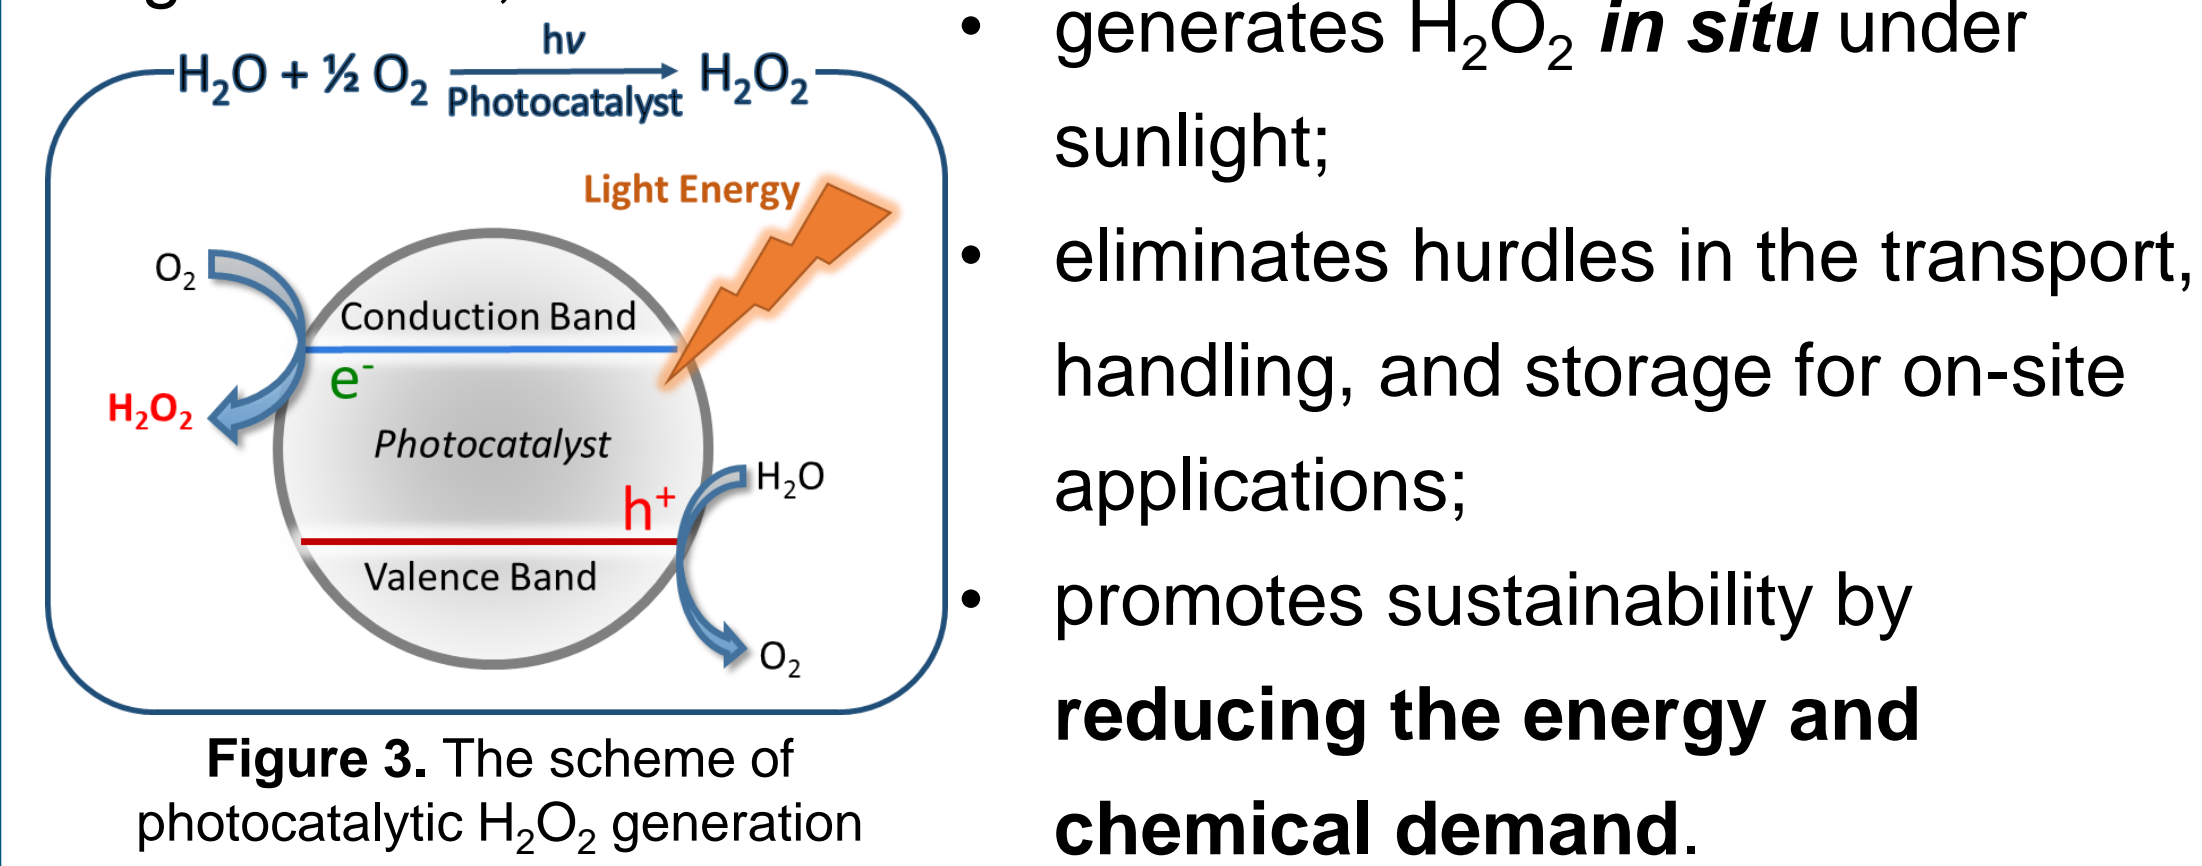 hν
H₂O + ½ O₂ Photocatalyst H₂O₂
Light Energy
O₂
Conduction Band
e⁻
H₂O₂
Photocatalyst
h⁺
H₂O
Valence Band
O₂
Figure 3. The scheme of
photocatalytic H₂O₂ generation
• generates H₂O₂ in situ under
sunlight;
• eliminates hurdles in the transport,
handling, and storage for on-site
applications;
• promotes sustainability by
reducing the energy and
chemical demand.